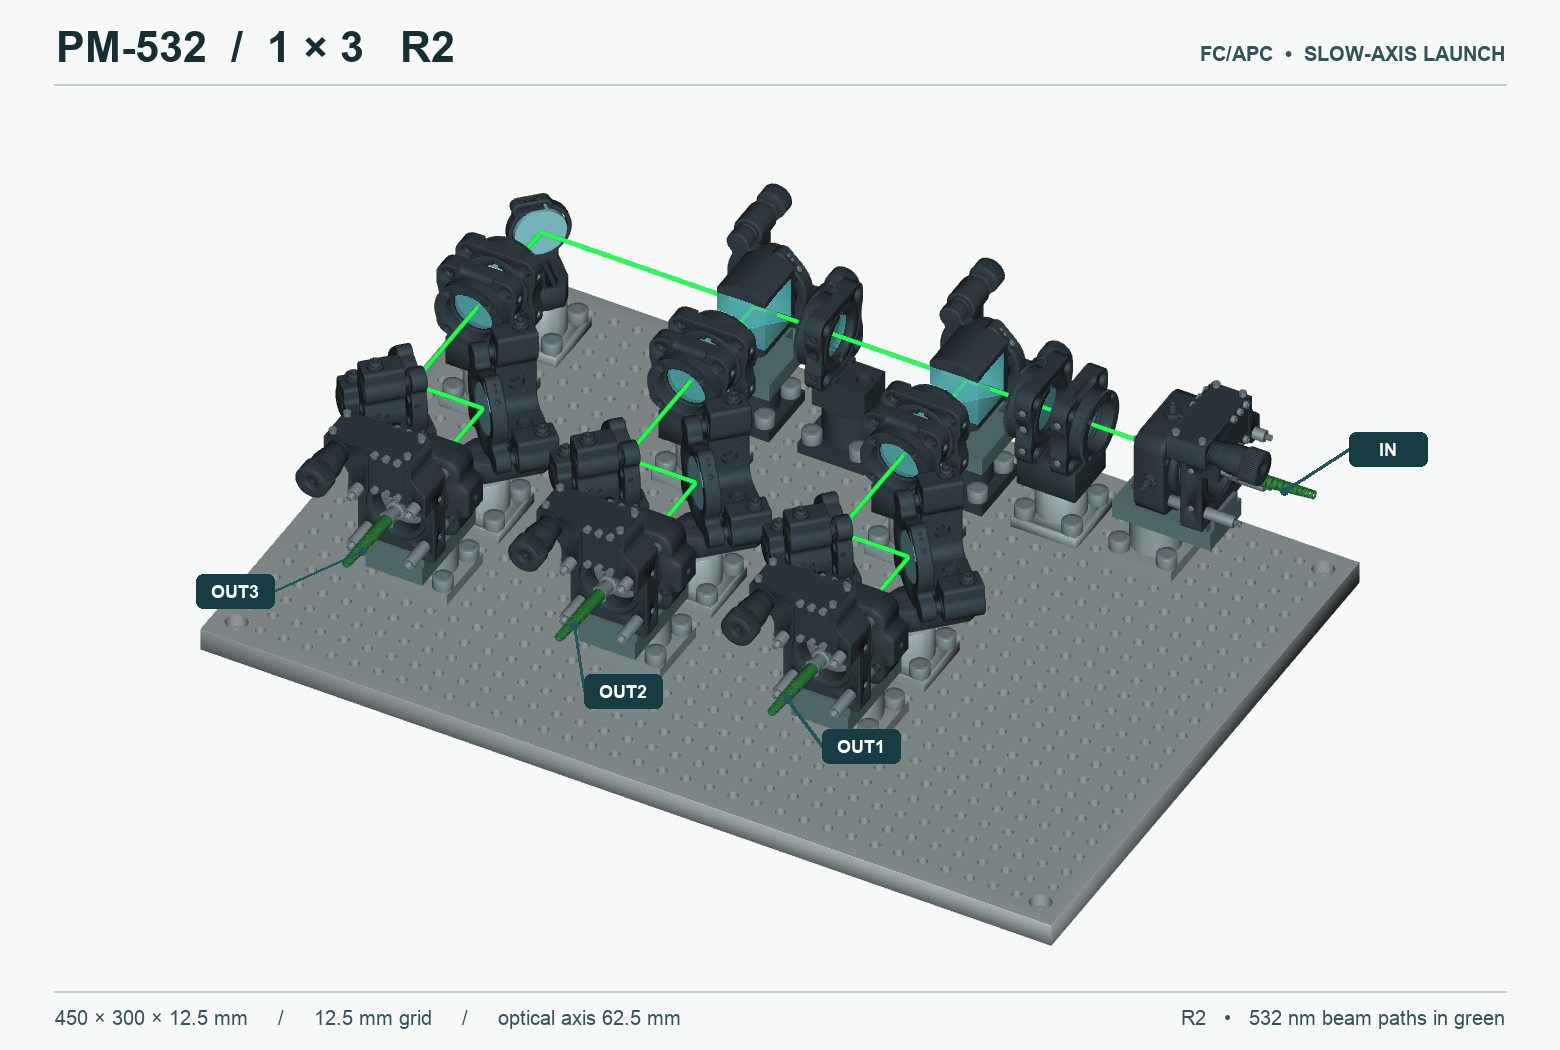 PM-532 / 1 × 3 R2
FC/APC • SLOW-AXIS LAUNCH
IN
OUT3
OUT2
OUT1
450 × 300 × 12.5 mm / 12.5 mm grid / optical axis 62.5 mm
R2 • 532 nm beam paths in green